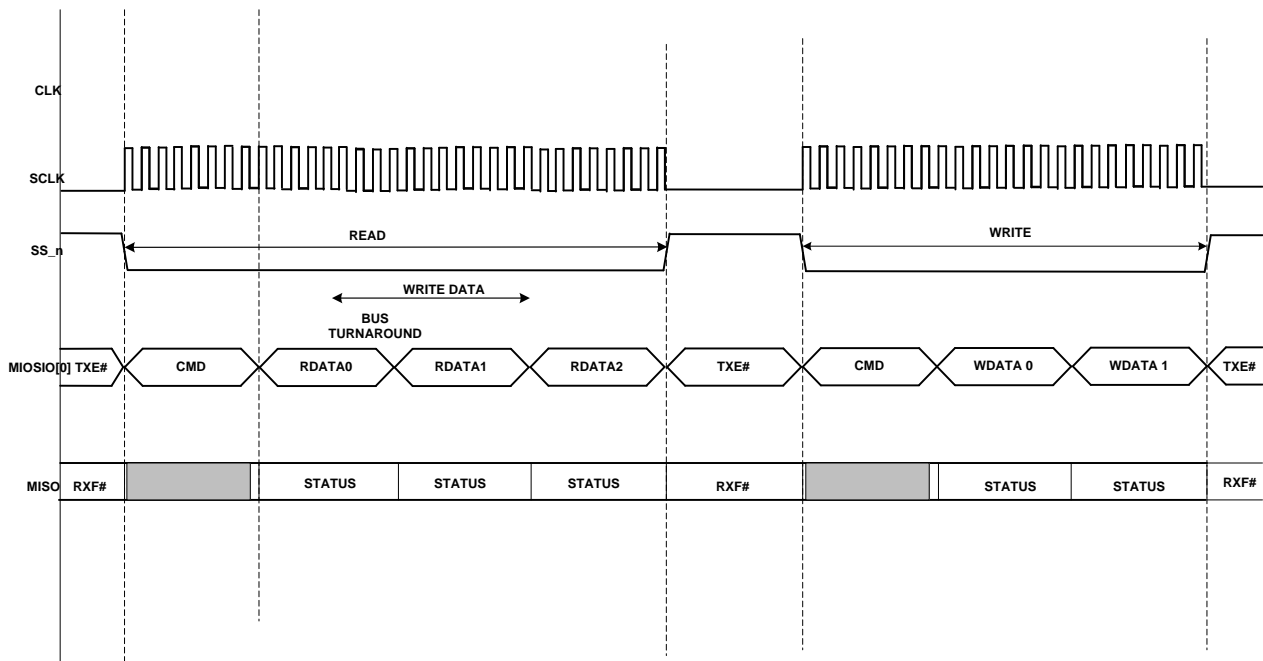 CLK
SCLK
SS_n
READ
WRITE
WRITE DATA
BUS
TURNAROUND
MIOSIO[0] TXE# CMD RDATA0 RDATA1 RDATA2 TXE# CMD WDATA 0 WDATA 1 TXE#
MISO RXF# STATUS STATUS STATUS RXF# STATUS STATUS RXF#